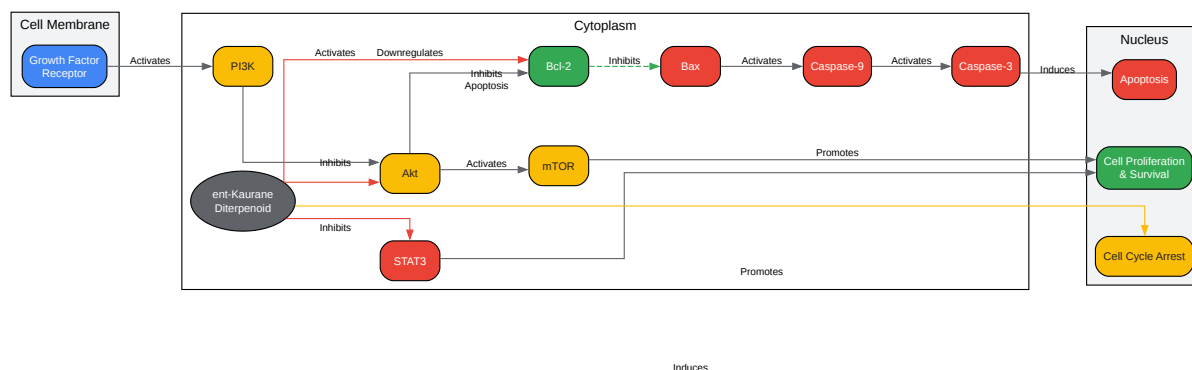 Cell Membrane
Cytoplasm
Nucleus
Growth Factor
Receptor
Activates
PI3K
Activates
Downregulates
Bcl-2
Inhibits
Bax
Activates
Caspase-9
Activates
Caspase-3
Induces
Apoptosis
Inhibits
Apoptosis
Inhibits
Akt
Activates
mTOR
Promotes
Cell Proliferation
& Survival
ent-Kaurane
Diterpenoid
Inhibits
STAT3
Promotes
Cell Cycle Arrest
Induces